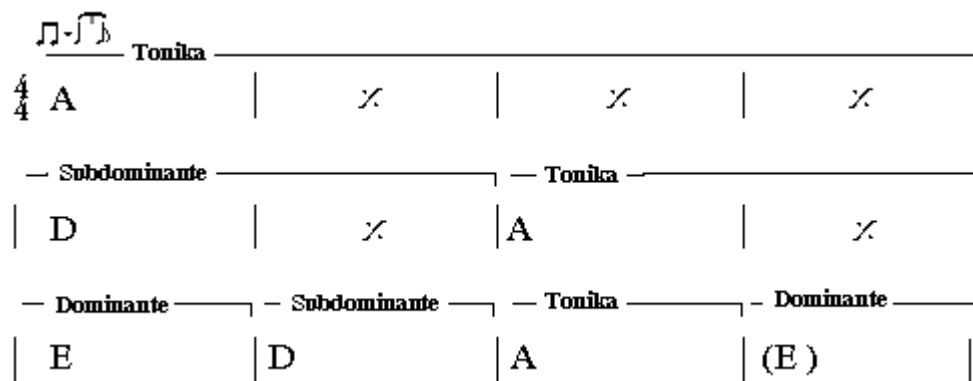 Tonika
4/4 A | ٪ | ٪ | ٪
Subdominante Tonika
| D | ٪ | A | ٪
Dominante Subdominante Tonika Dominante
| E | D | A | (E ) |